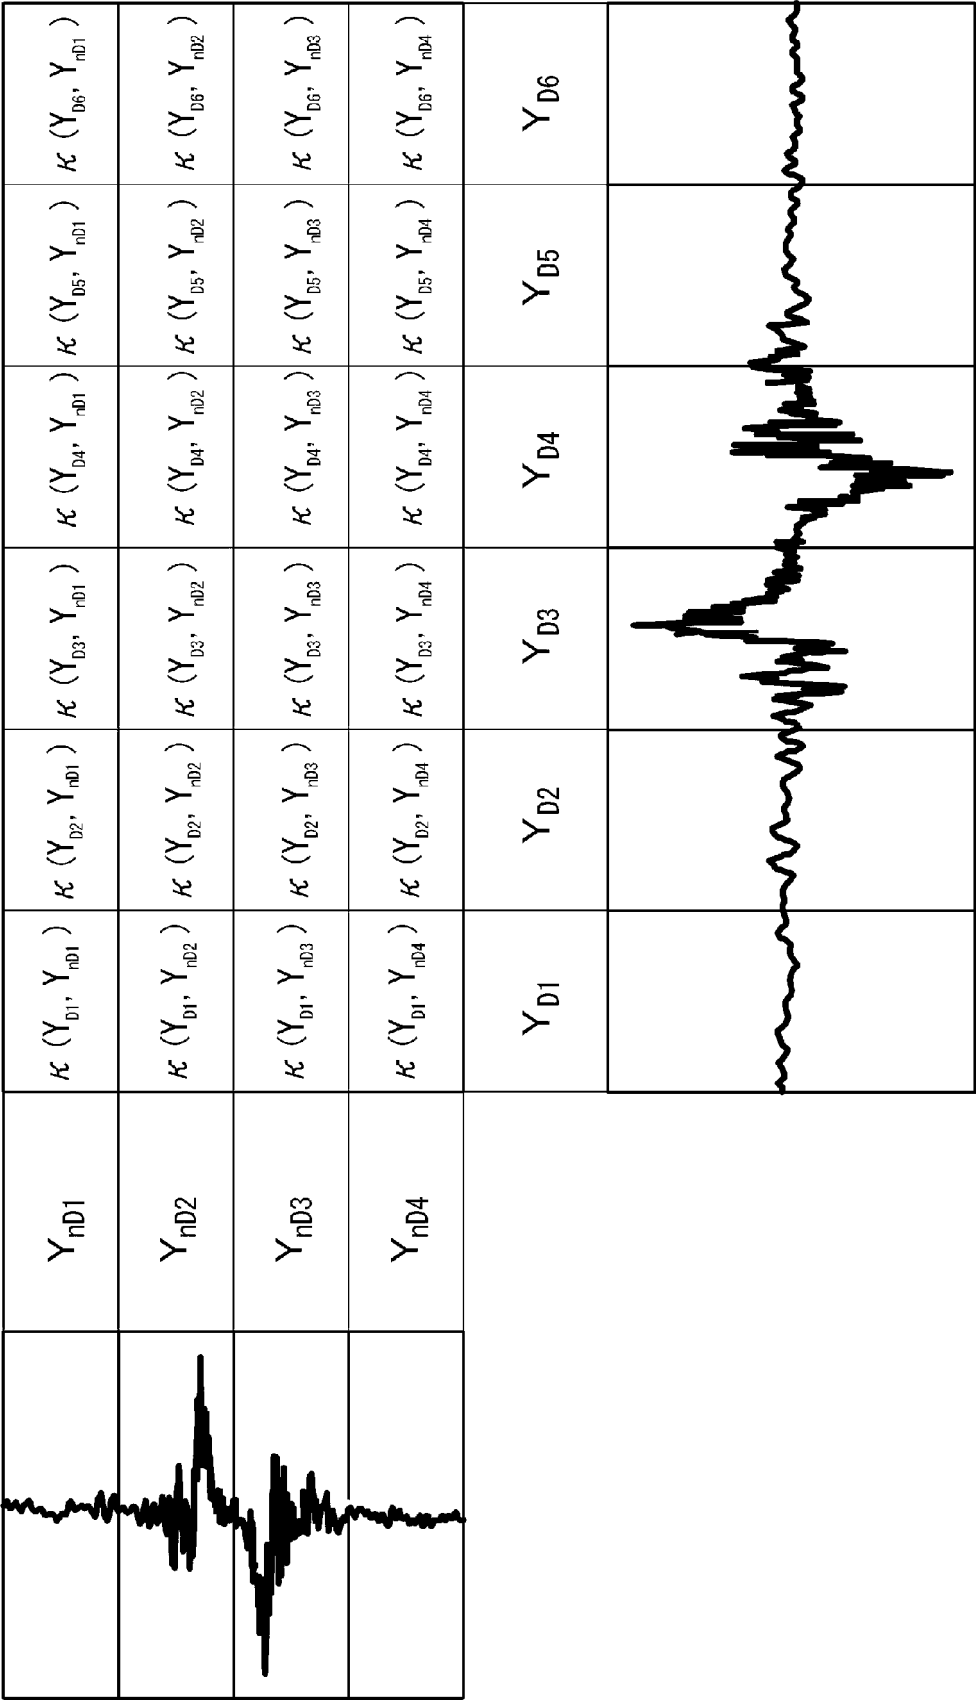 Y_nD1 κ(Y_D1, Y_nD1) κ(Y_D2, Y_nD1) κ(Y_D3, Y_nD1) κ(Y_D4, Y_nD1) κ(Y_D5, Y_nD1) κ(Y_D6, Y_nD1)
Y_nD2 κ(Y_D1, Y_nD2) κ(Y_D2, Y_nD2) κ(Y_D3, Y_nD2) κ(Y_D4, Y_nD2) κ(Y_D5, Y_nD2) κ(Y_D6, Y_nD2)
Y_nD3 κ(Y_D1, Y_nD3) κ(Y_D2, Y_nD3) κ(Y_D3, Y_nD3) κ(Y_D4, Y_nD3) κ(Y_D5, Y_nD3) κ(Y_D6, Y_nD3)
Y_nD4 κ(Y_D1, Y_nD4) κ(Y_D2, Y_nD4) κ(Y_D3, Y_nD4) κ(Y_D4, Y_nD4) κ(Y_D5, Y_nD4) κ(Y_D6, Y_nD4)
Y_D1 Y_D2 Y_D3 Y_D4 Y_D5 Y_D6